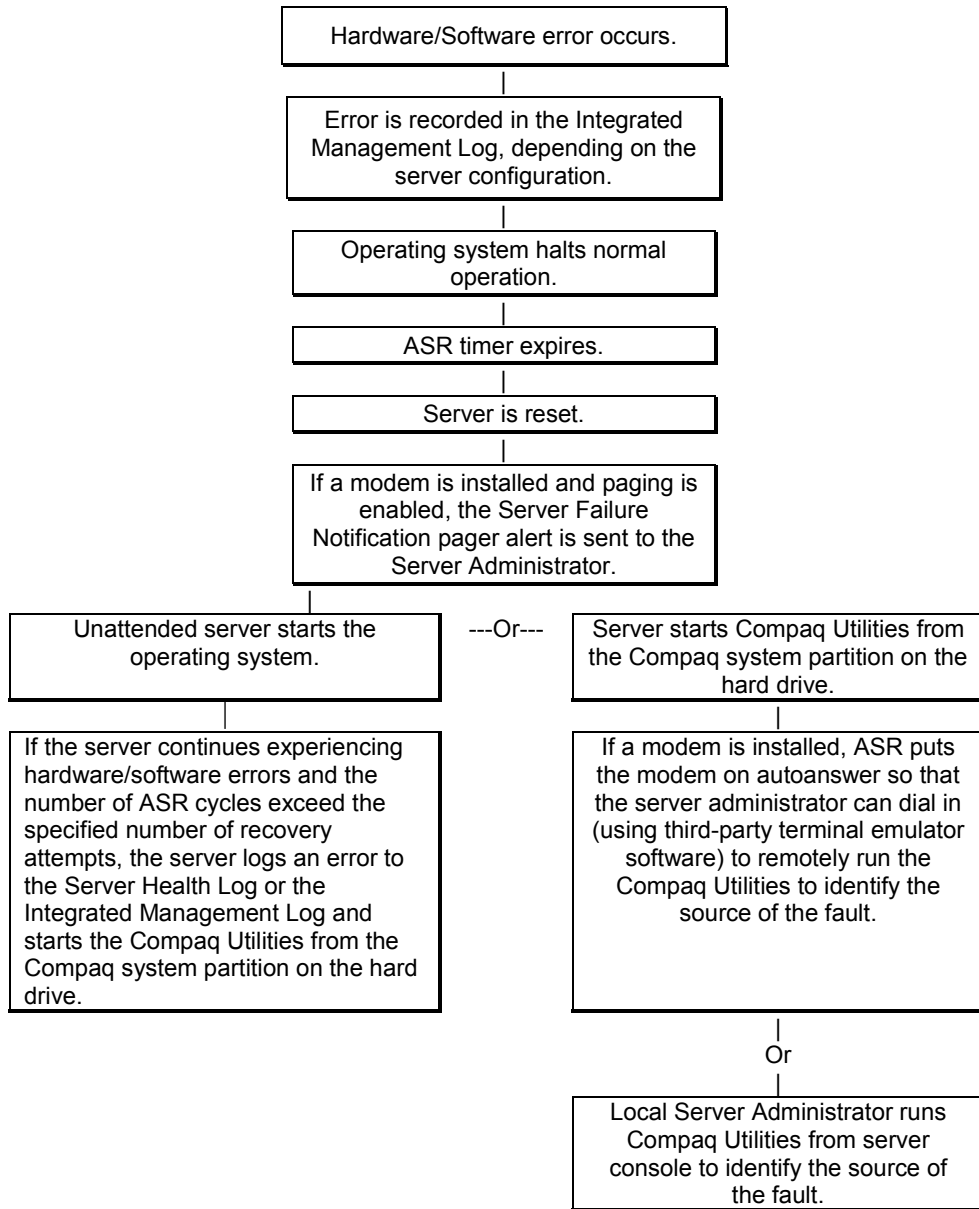 Hardware/Software error occurs.
|
Error is recorded in the Integrated
Management Log, depending on the
server configuration.
|
Operating system halts normal
operation.
|
ASR timer expires.
|
Server is reset.
|
If a modem is installed and paging is
enabled, the Server Failure
Notification pager alert is sent to the
Server Administrator.
|
Unattended server starts the
operating system.
---Or---
Server starts Compaq Utilities from
the Compaq system partition on the
hard drive.
If the server continues experiencing
hardware/software errors and the
number of ASR cycles exceed the
specified number of recovery
attempts, the server logs an error to
the Server Health Log or the
Integrated Management Log and
starts the Compaq Utilities from the
Compaq system partition on the hard
drive.
|
If a modem is installed, ASR puts
the modem on autoanswer so that
the server administrator can dial in
(using third-party terminal emulator
software) to remotely run the
Compaq Utilities to identify the
source of the fault.
|
Or
|
Local Server Administrator runs
Compaq Utilities from server
console to identify the source of
the fault.